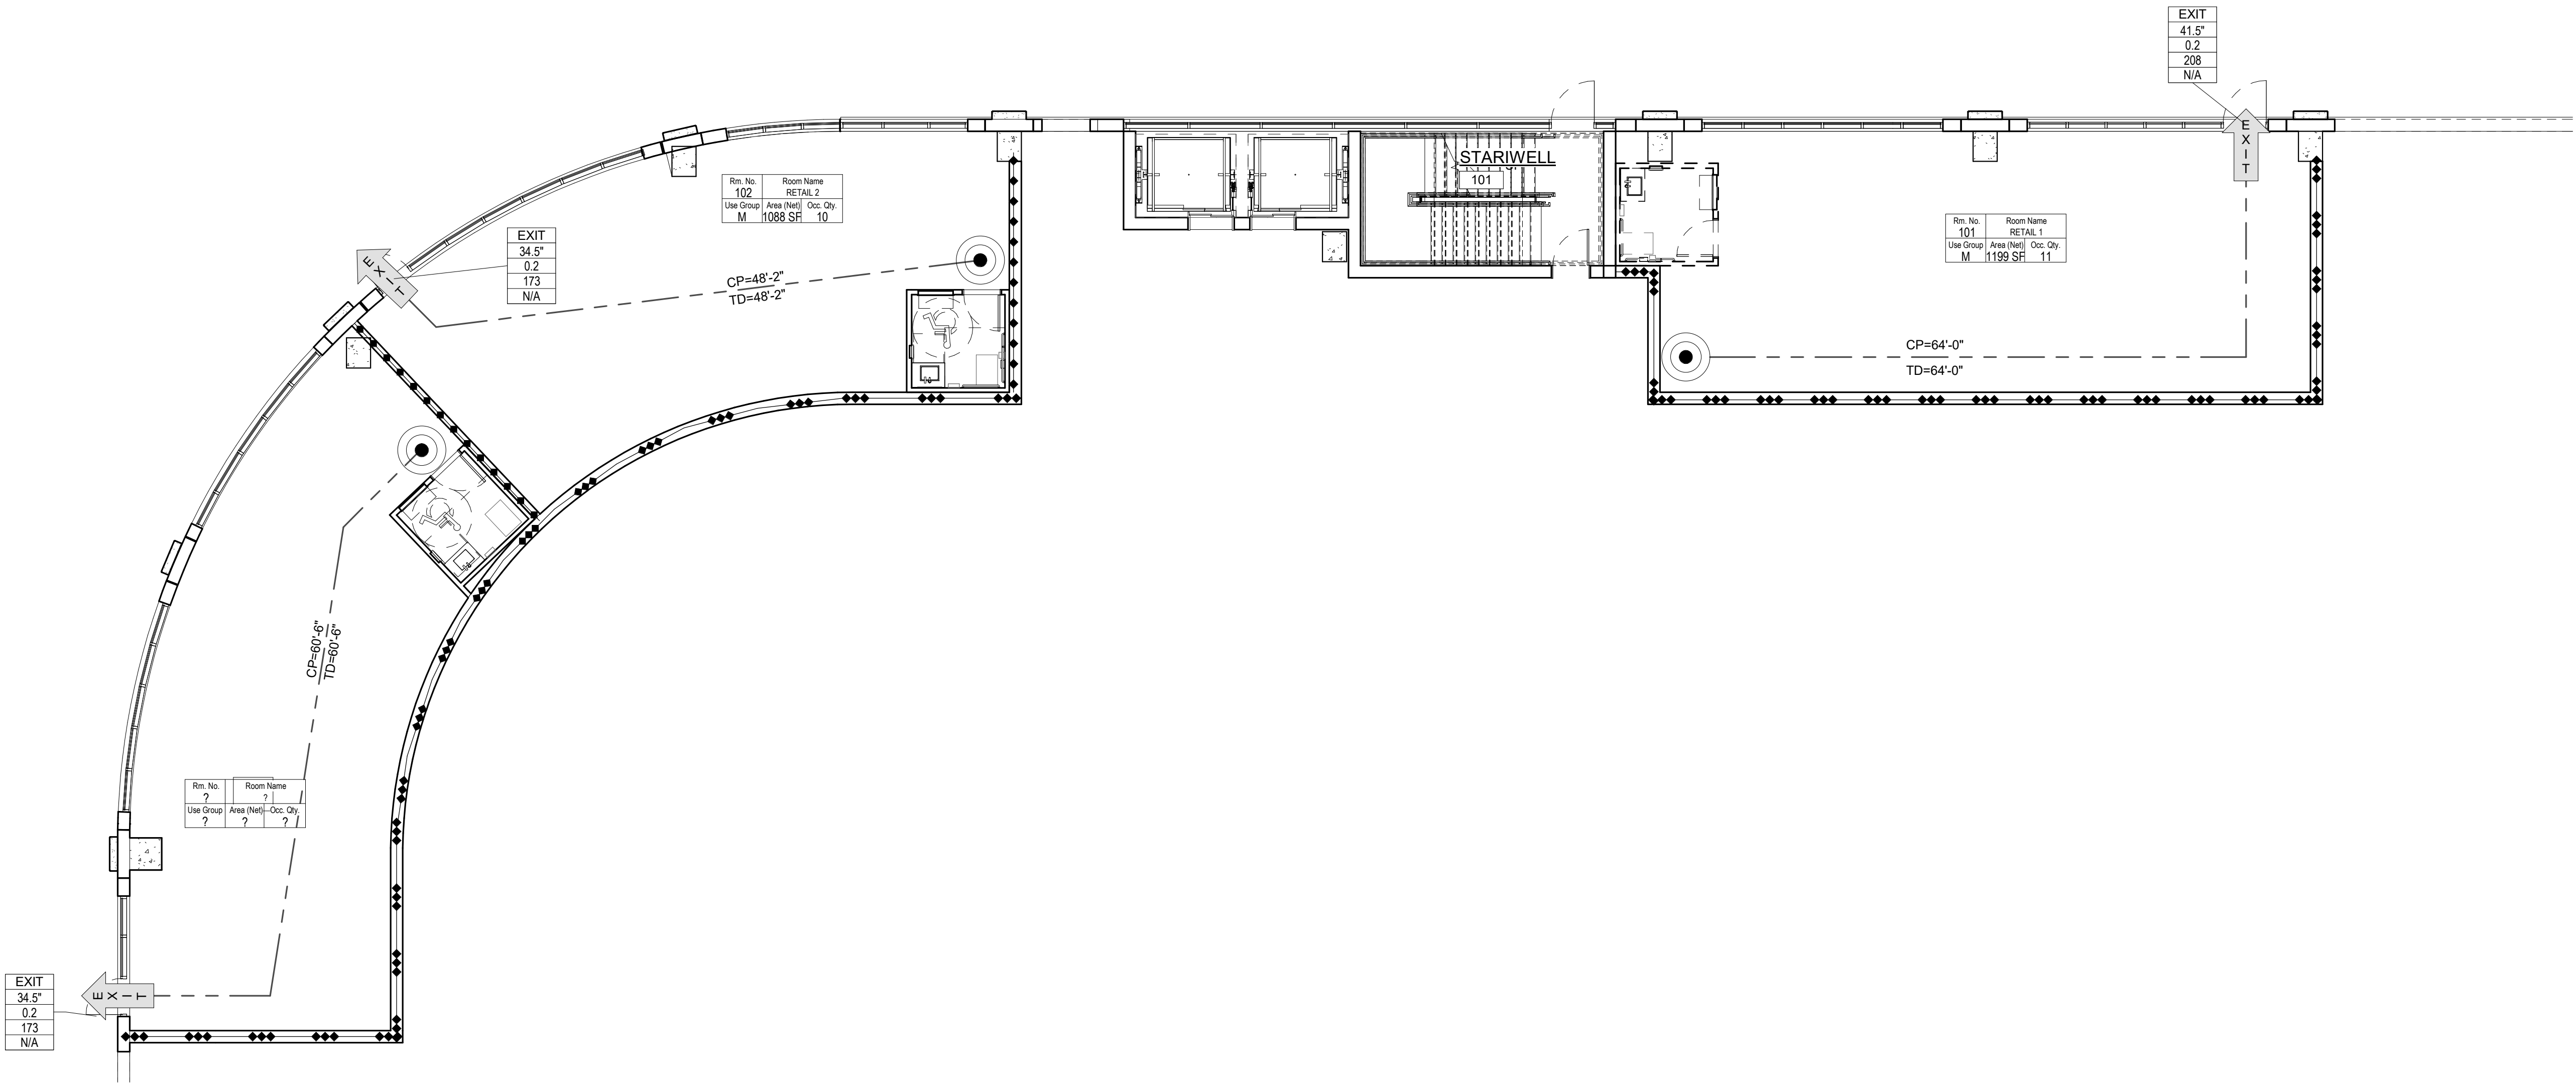 EXIT
41.5"
0.2
208
N/A
EXIT
STARIWELL
101
Rm. No. Room Name
102 RETAIL 2
Use Group Area (Net) Occ. Qty.
M 1088 SF 10
Rm. No. Room Name
101 RETAIL 1
Use Group Area (Net) Occ. Qty.
M 1199 SF 11
EXIT
34.5"
0.2
173
N/A
EXIT
CP=48'-2"
TD=48'-2"
CP=64'-0"
TD=64'-0"
CP=60'-6"
TD=60'-6"
Rm. No. Room Name
? ?
Use Group Area (Net) Occ. Qty.
? ? ?
EXIT
34.5"
0.2
173
N/A
EXIT